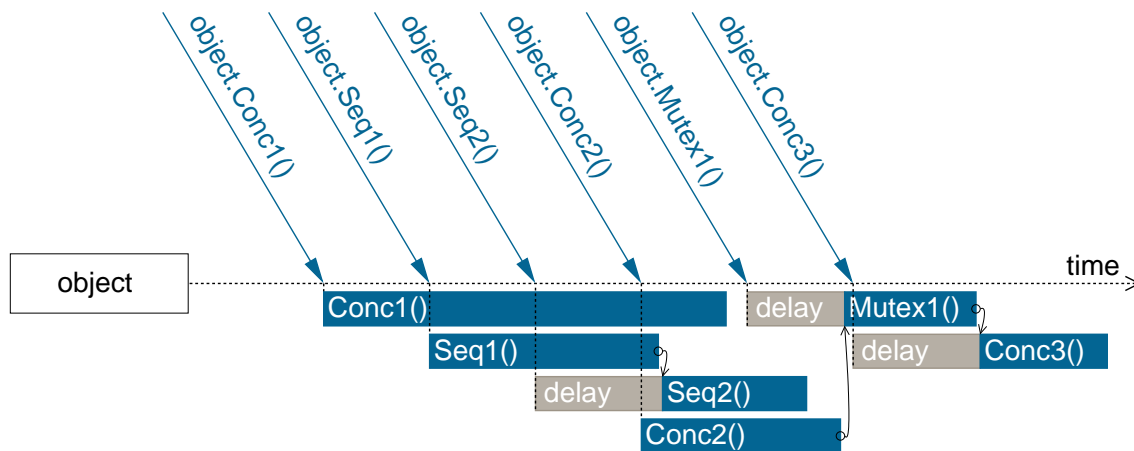 object.Conc1()
object.Seq1()
object.Seq2()
object.Conc2()
object.Mutex1()
object.Conc3()
object
time
Conc1()
delay
Mutex1()
Seq1()
delay
Conc3()
delay
Seq2()
Conc2()